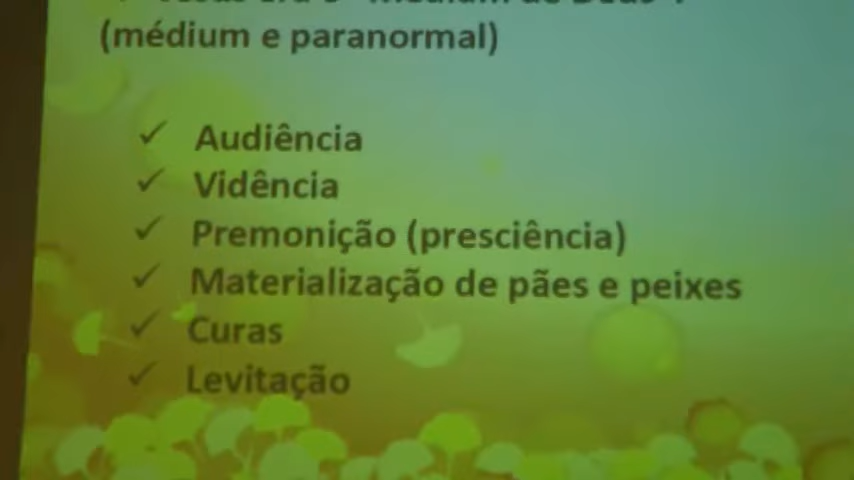 (médium e paranormal)
✓ Audiência
✓ Vidência
✓ Premonição (presciência)
✓ Materialização de pães e peixes
✓ Curas
✓ Levitação